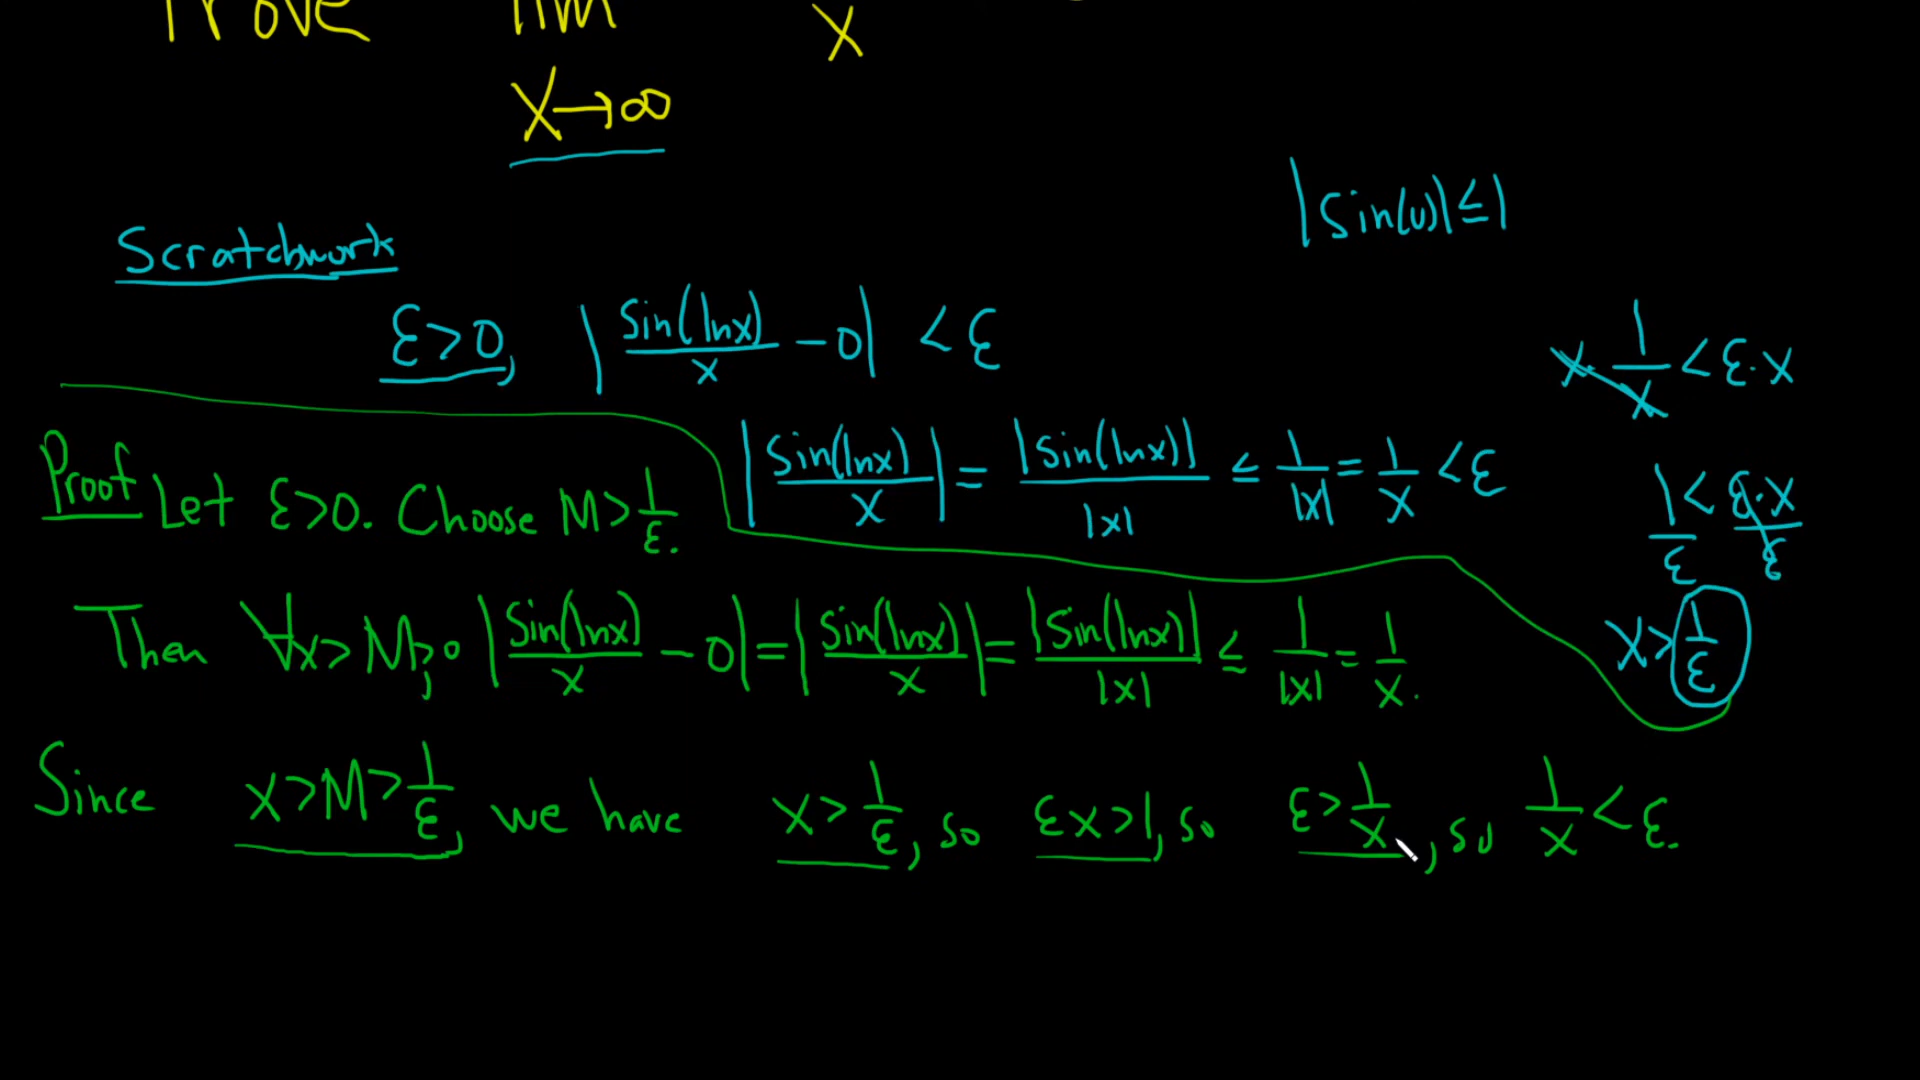 Prove lim x
x→∞
|sin(u)|≤1
Scratchwork
ε>0, |sin(lnx)/x - 0| < ε
x·1/x < ε·x
|sin(lnx)/x| = |sin(lnx)|/|x| ≤ 1/|x| = 1/x < ε
1/ε < ε·x/ε
x > 1/ε
Proof Let ε>0. Choose M > 1/ε.
Then ∀x > M>0, |sin(lnx)/x - 0| = |sin(lnx)/x| = |sin(lnx)|/|x| ≤ 1/|x| = 1/x.
Since x>M>1/ε, we have x>1/ε, so εx>1, so ε>1/x, so 1/x<ε.